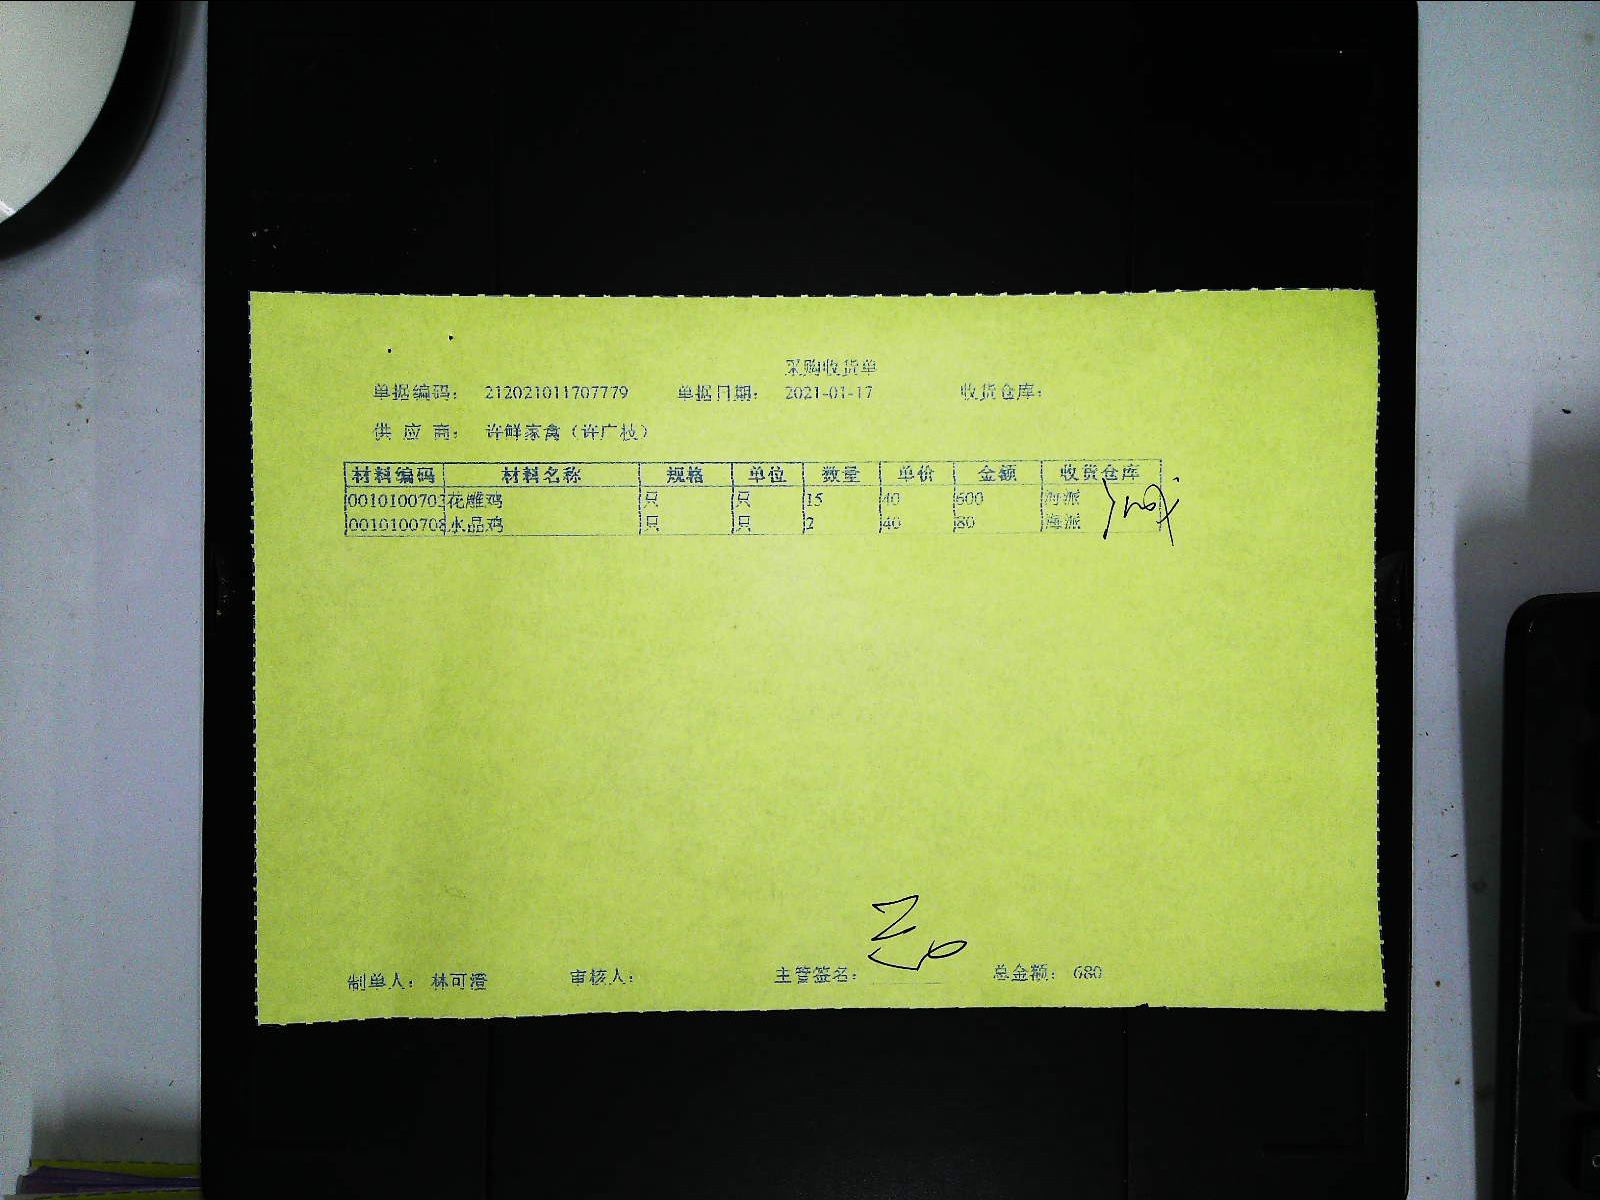 采购收货单
单据编码： 212021011707779 单据日期： 2021-01-17 收货仓库：
供 应 商： 许鲜家禽（许广枝）
材料编码 材料名称 规格 单位 数量 单价 金额 收货仓库
0010100703 花雕鸡 只 只 15 40 600 海派
0010100708 水晶鸡 只 只 2 40 80 海派
制单人： 林可澄 审核人： 主管签名： 总金额： 680